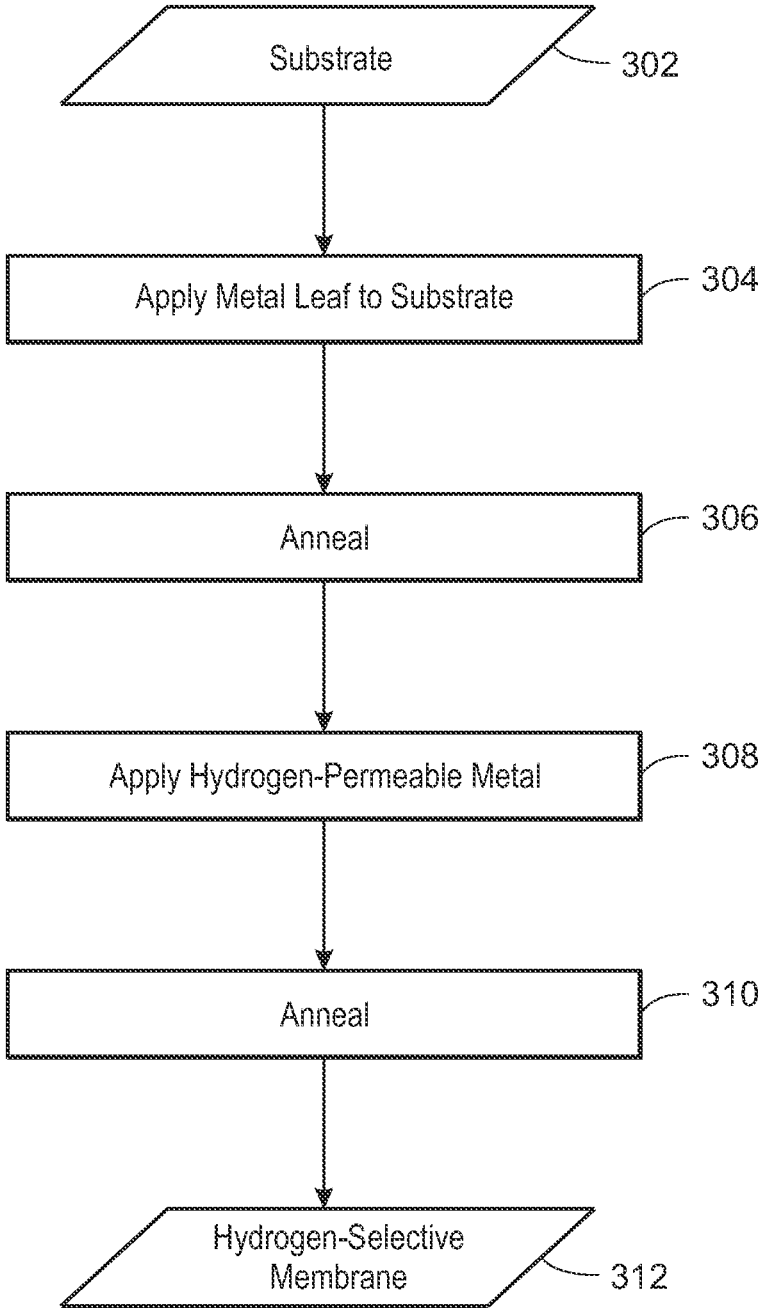 Substrate
302
Apply Metal Leaf to Substrate
304
Anneal
306
Apply Hydrogen-Permeable Metal
308
Anneal
310
Hydrogen-Selective
Membrane
312